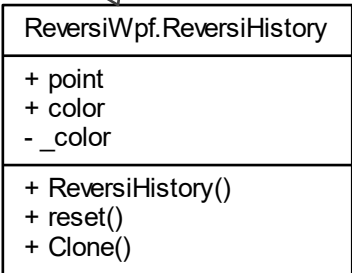 ReversiWpf.ReversiHistory
+ point
+ color
- _color
+ ReversiHistory()
+ reset()
+ Clone()